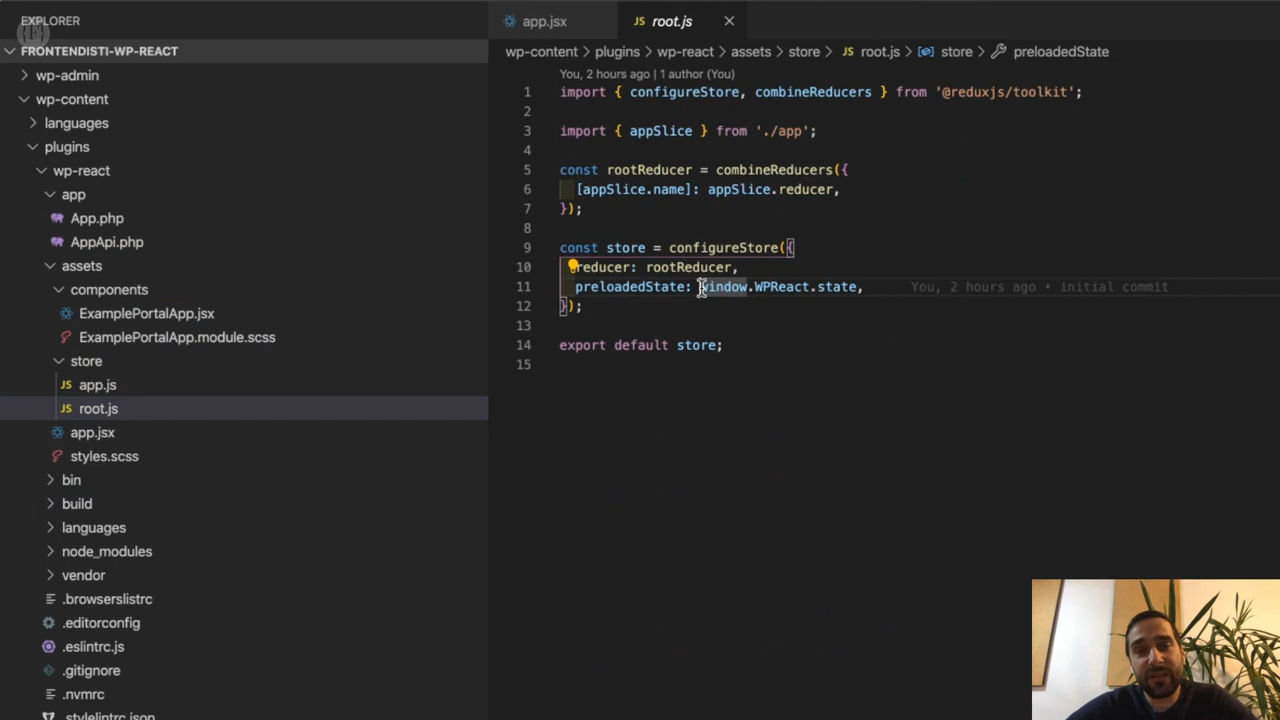 EXPLORER
FRONTENDISTI-WP-REACT
wp-admin
wp-content
languages
plugins
wp-react
app
App.php
AppApi.php
assets
components
ExamplePortalApp.jsx
ExamplePortalApp.module.scss
store
app.js
root.js
app.jsx
styles.scss
bin
build
languages
node_modules
vendor
.browserslistrc
.editorconfig
.eslintrc.js
.gitignore
.nvmrc
.stylelintrc.json
app.jsx
root.js
wp-content > plugins > wp-react > assets > store > root.js > store > preloadedState
You, 2 hours ago | 1 author (You)
1 import { configureStore, combineReducers } from '@reduxjs/toolkit';
2
3 import { appSlice } from './app';
4
5 const rootReducer = combineReducers({
6 [appSlice.name]: appSlice.reducer,
7 });
8
9 const store = configureStore({
10 reducer: rootReducer,
11 preloadedState: window.WPReact.state, You, 2 hours ago • initial commit
12 });
13
14 export default store;
15